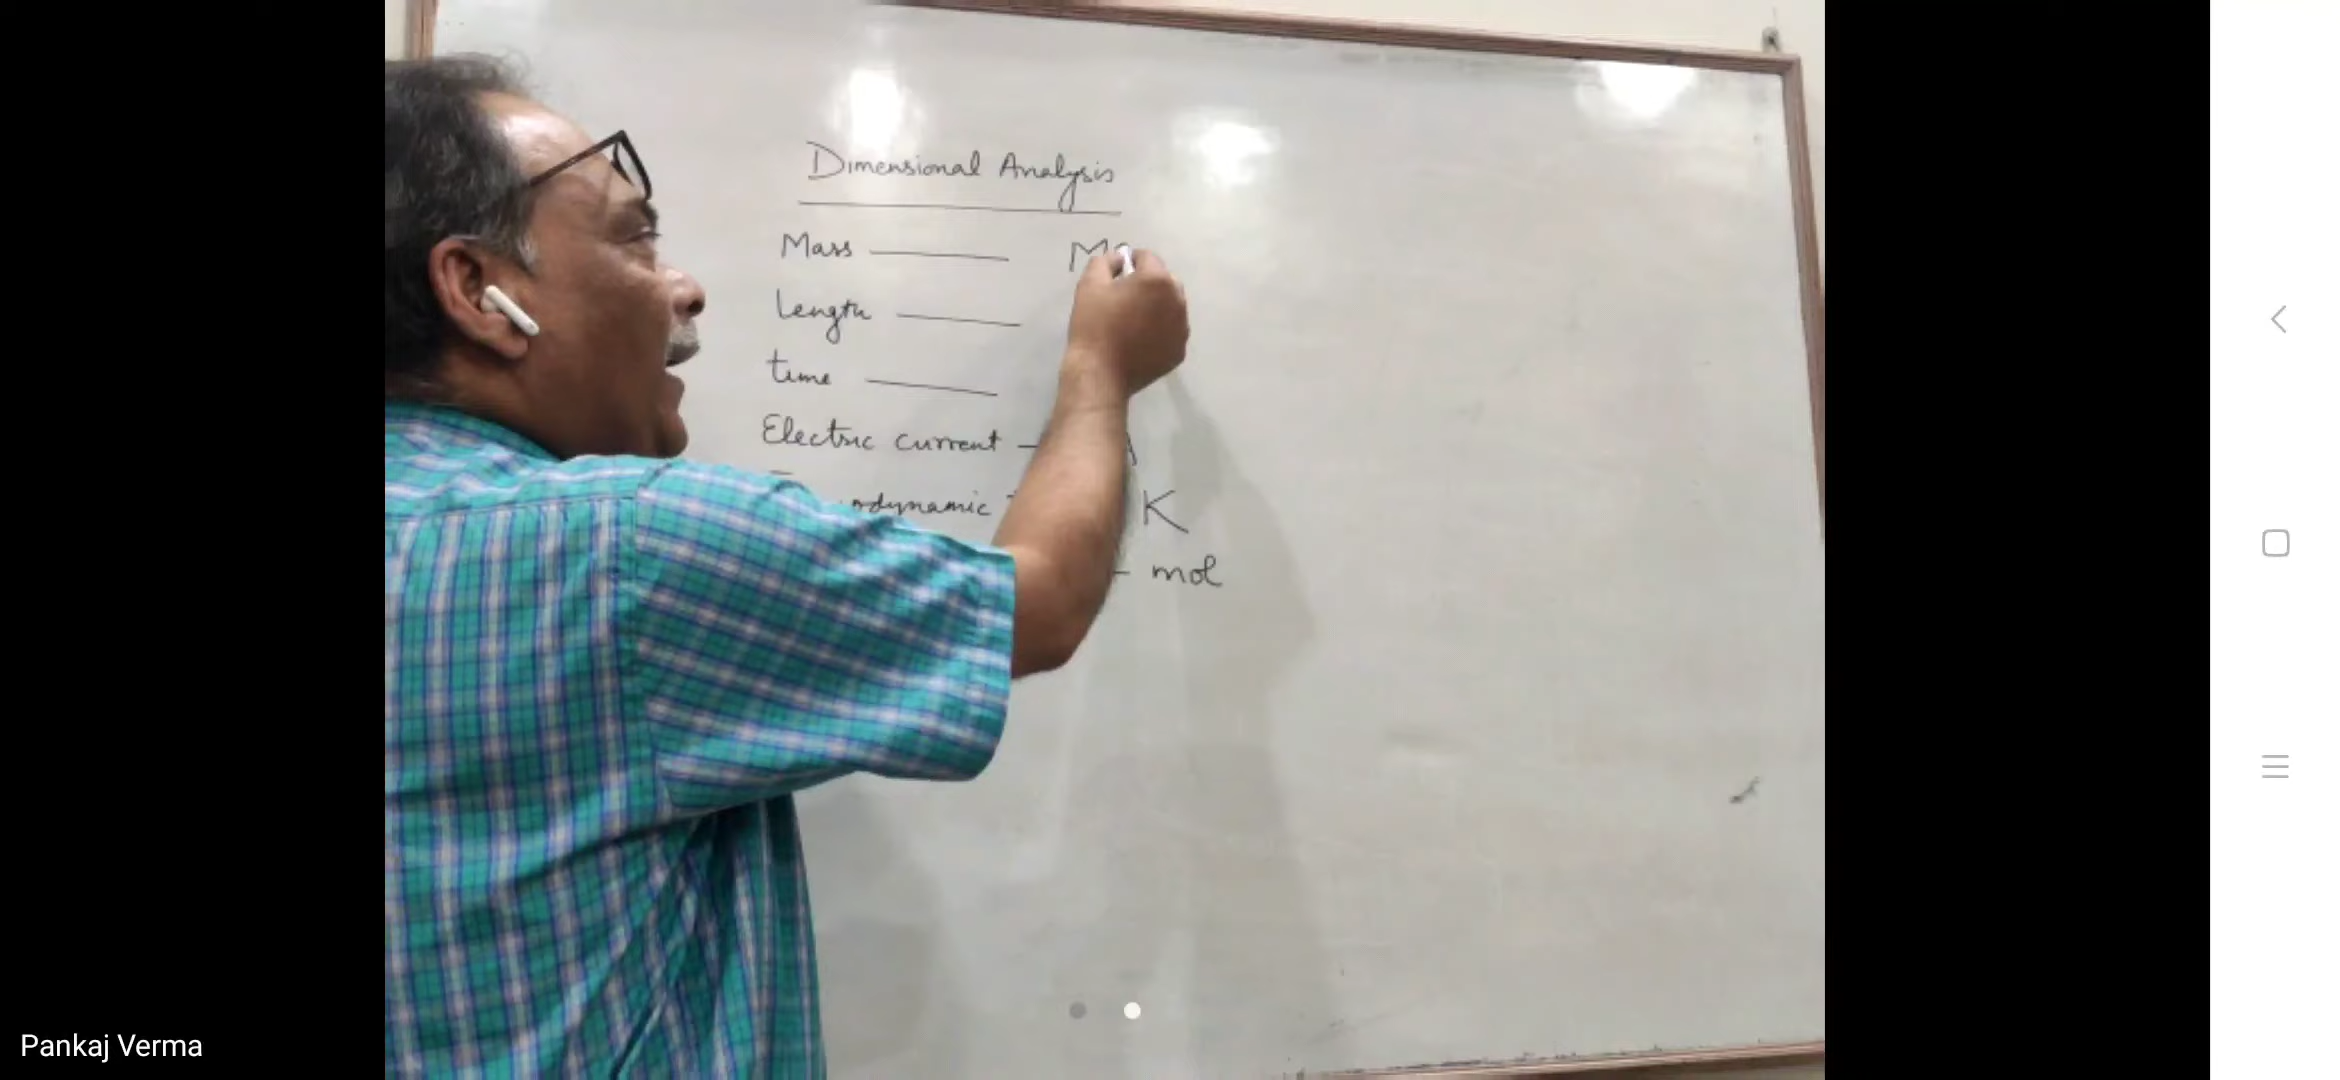 Dimensional Analysis
Mass M
Length
time
Electric current – A
K
mol
Pankaj Verma